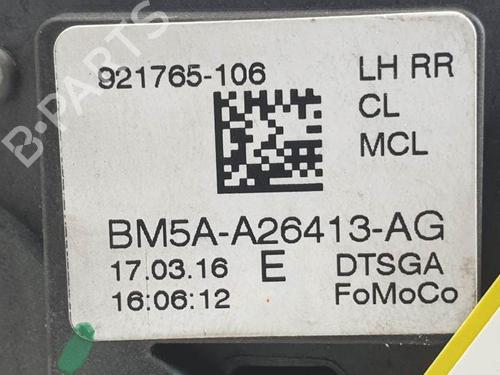 B-PARTS
921765-106 LH RR
CL
MCL
BM5A-A26413-AG
17.03.16 E DTSGA
16:06:12 FoMoCo